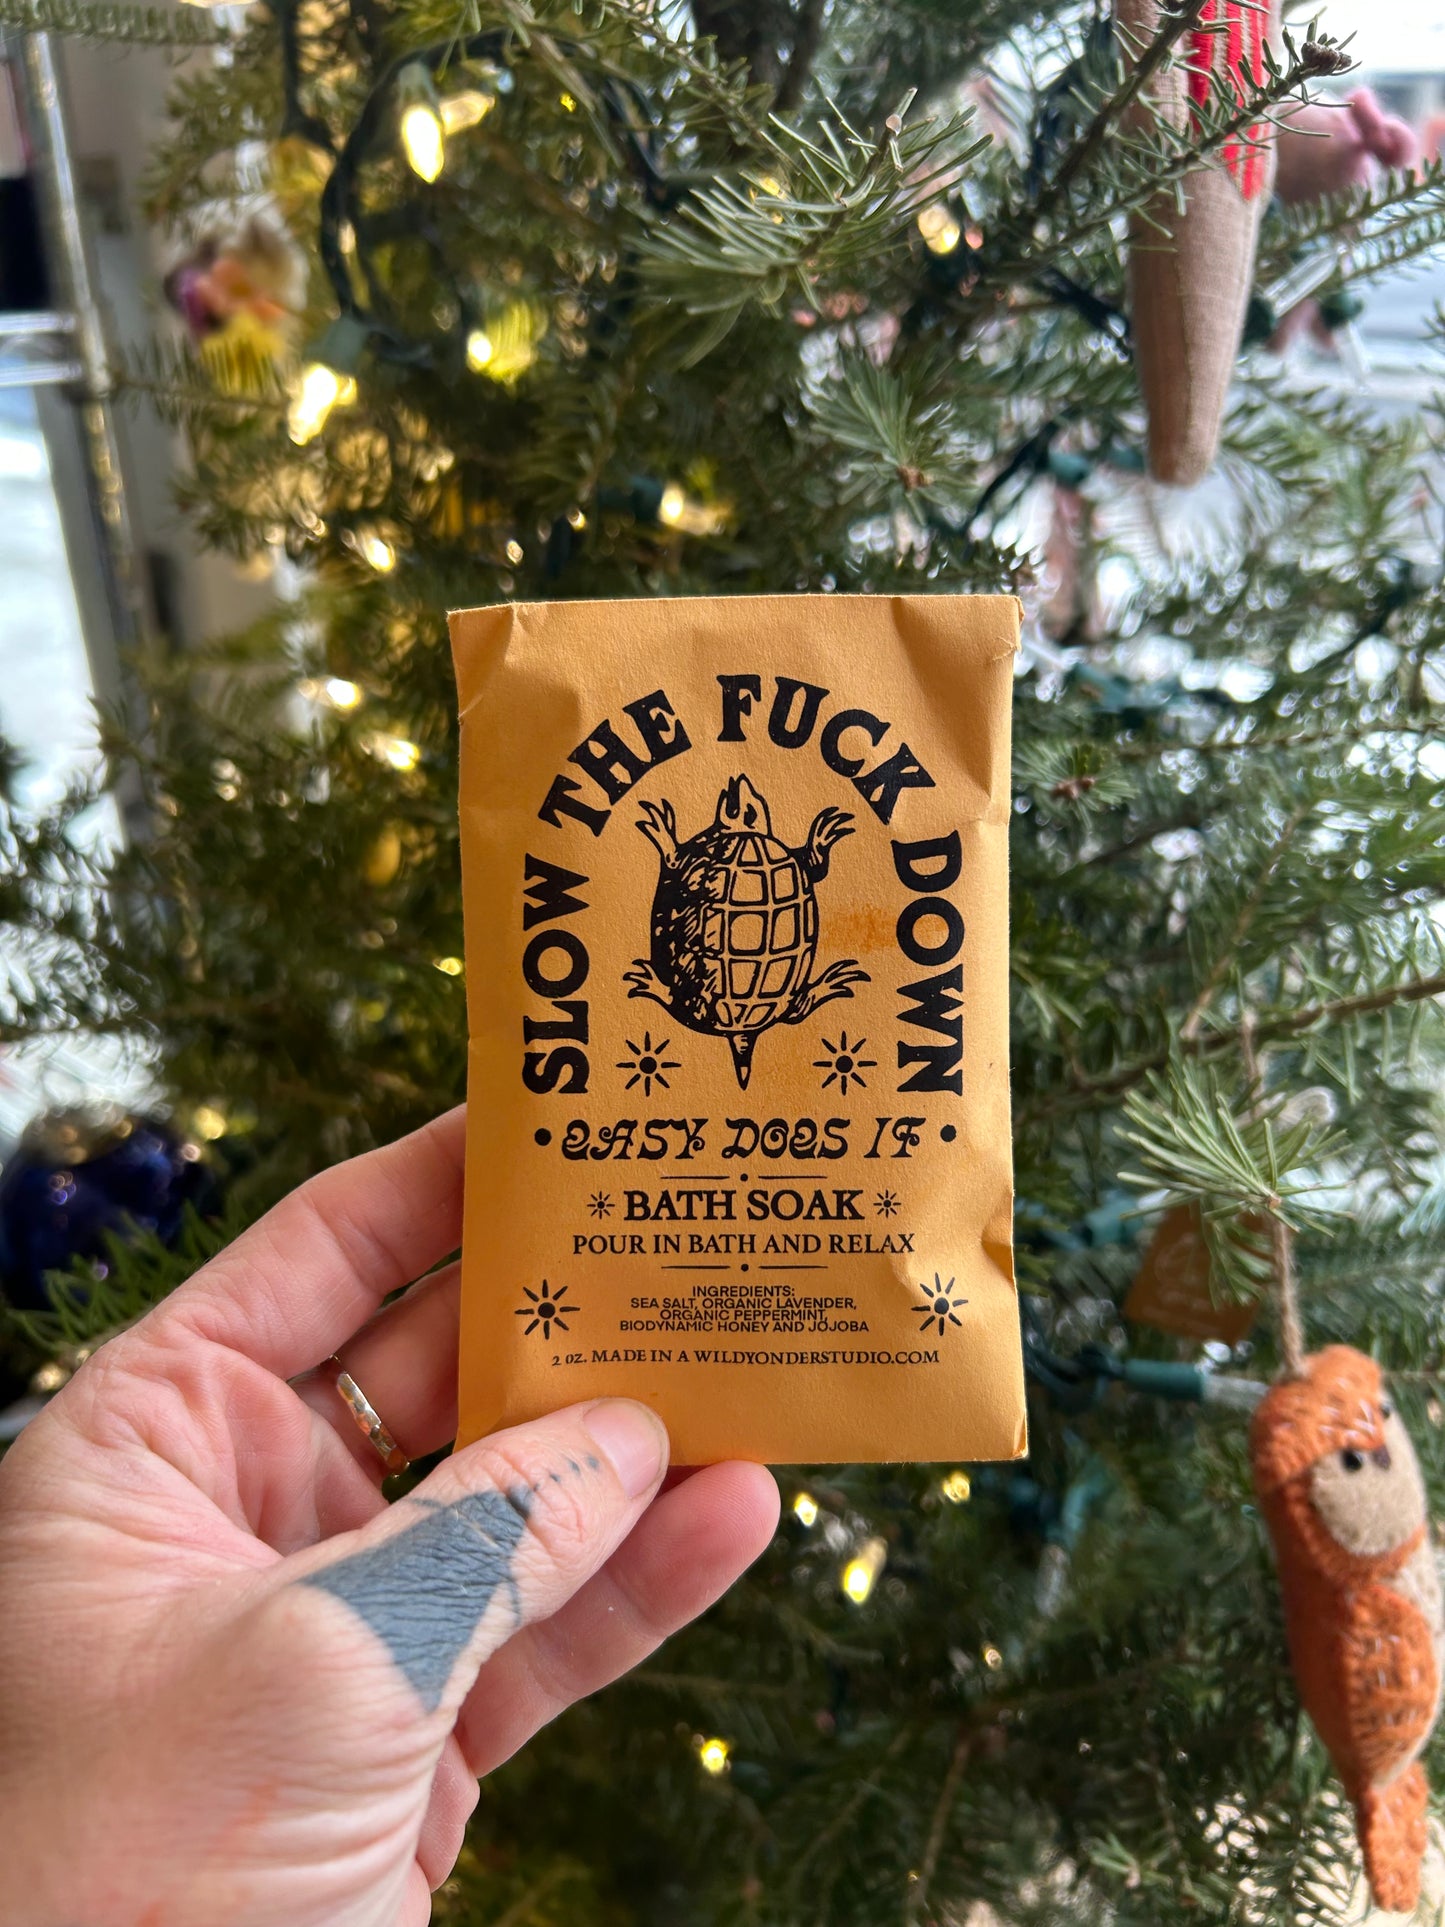 SLOW THE FUCK DOWN
• EASY DOES IT •
BATH SOAK
POUR IN BATH AND RELAX
INGREDIENTS:
SEA SALT, ORGANIC LAVENDER,
ORGANIC PEPPERMINT,
BIODYNAMIC HONEY AND JOJOBA
2 OZ. MADE IN A WILDYONDERSTUDIO.COM